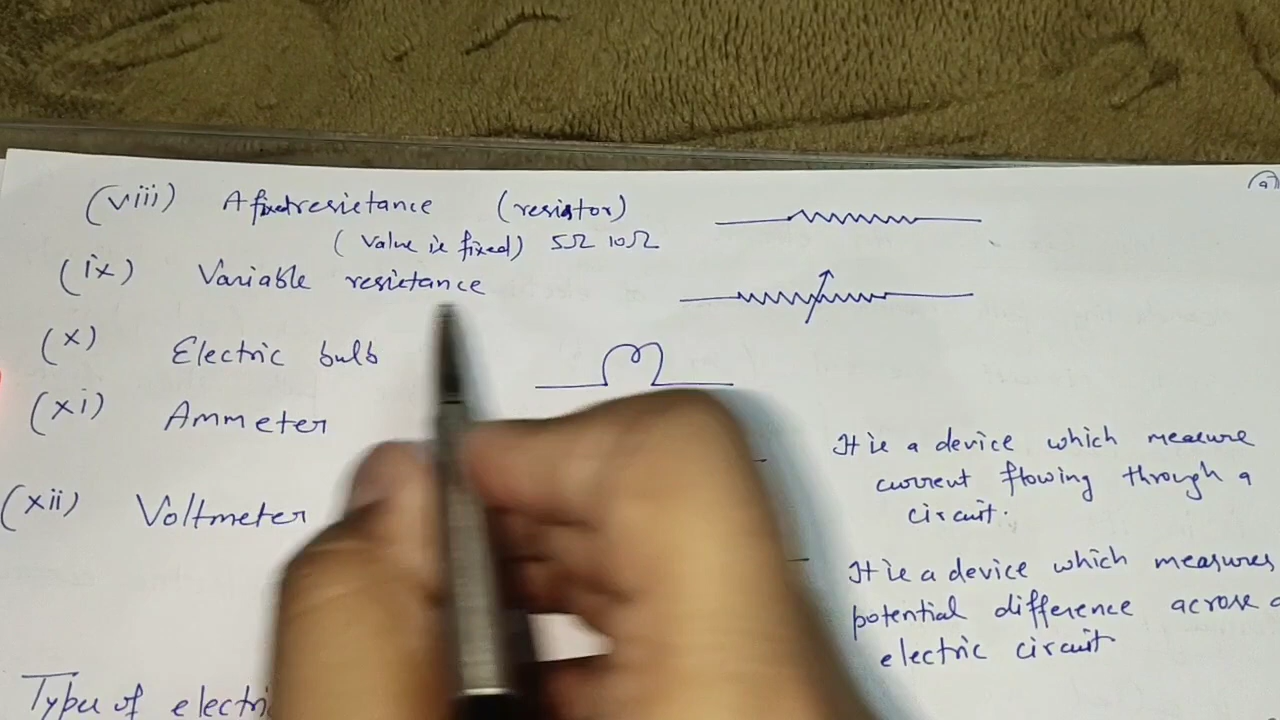 (viii) A fixed resistance (resistor)
(value is fixed) 5Ω 10Ω
(ix) Variable resistance
(x) Electric bulb
(xi) Ammeter
It is a device which measure
current flowing through a
circuit.
(xii) Voltmeter
It is a device which measures
potential difference across
electric circuit
Types of